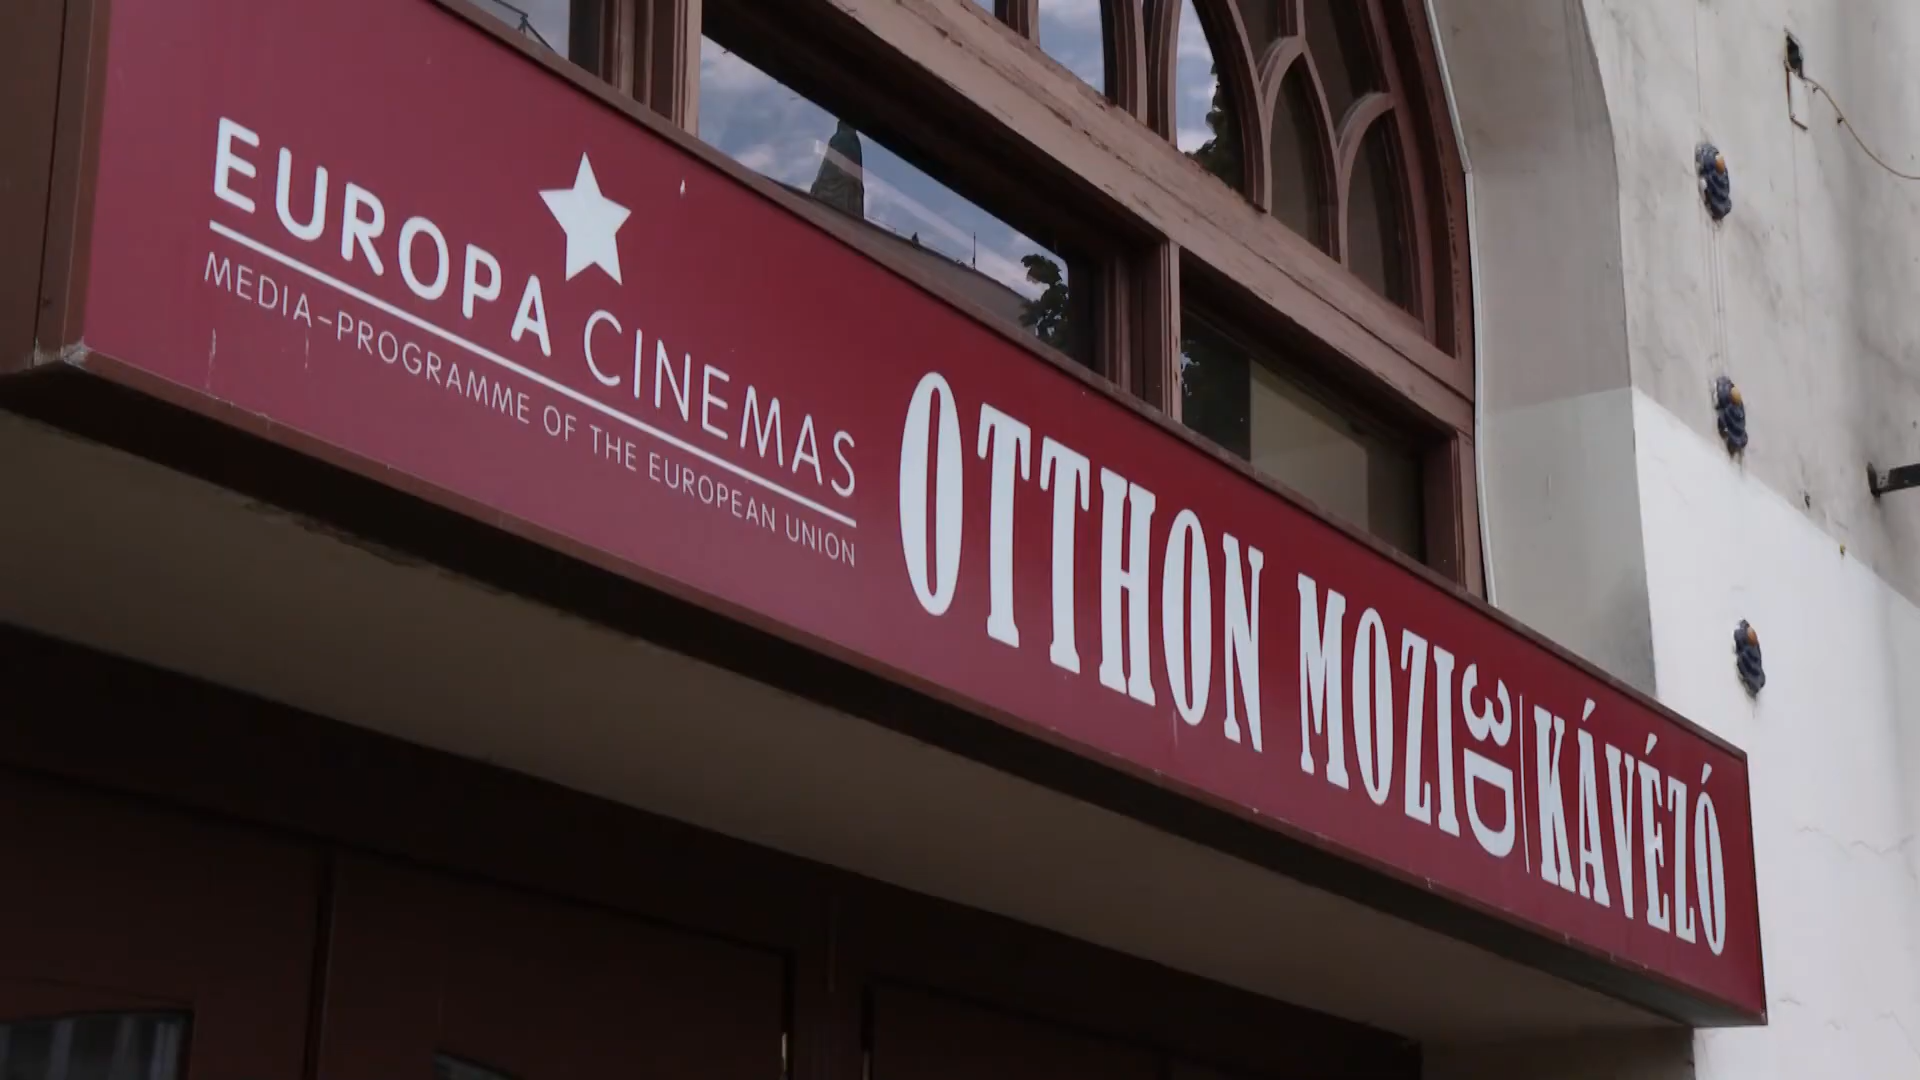 EUROPA CINEMAS
MEDIA-PROGRAMME OF THE EUROPEAN UNION
OTTHON MOZI 3D | KÁVÉZÓ